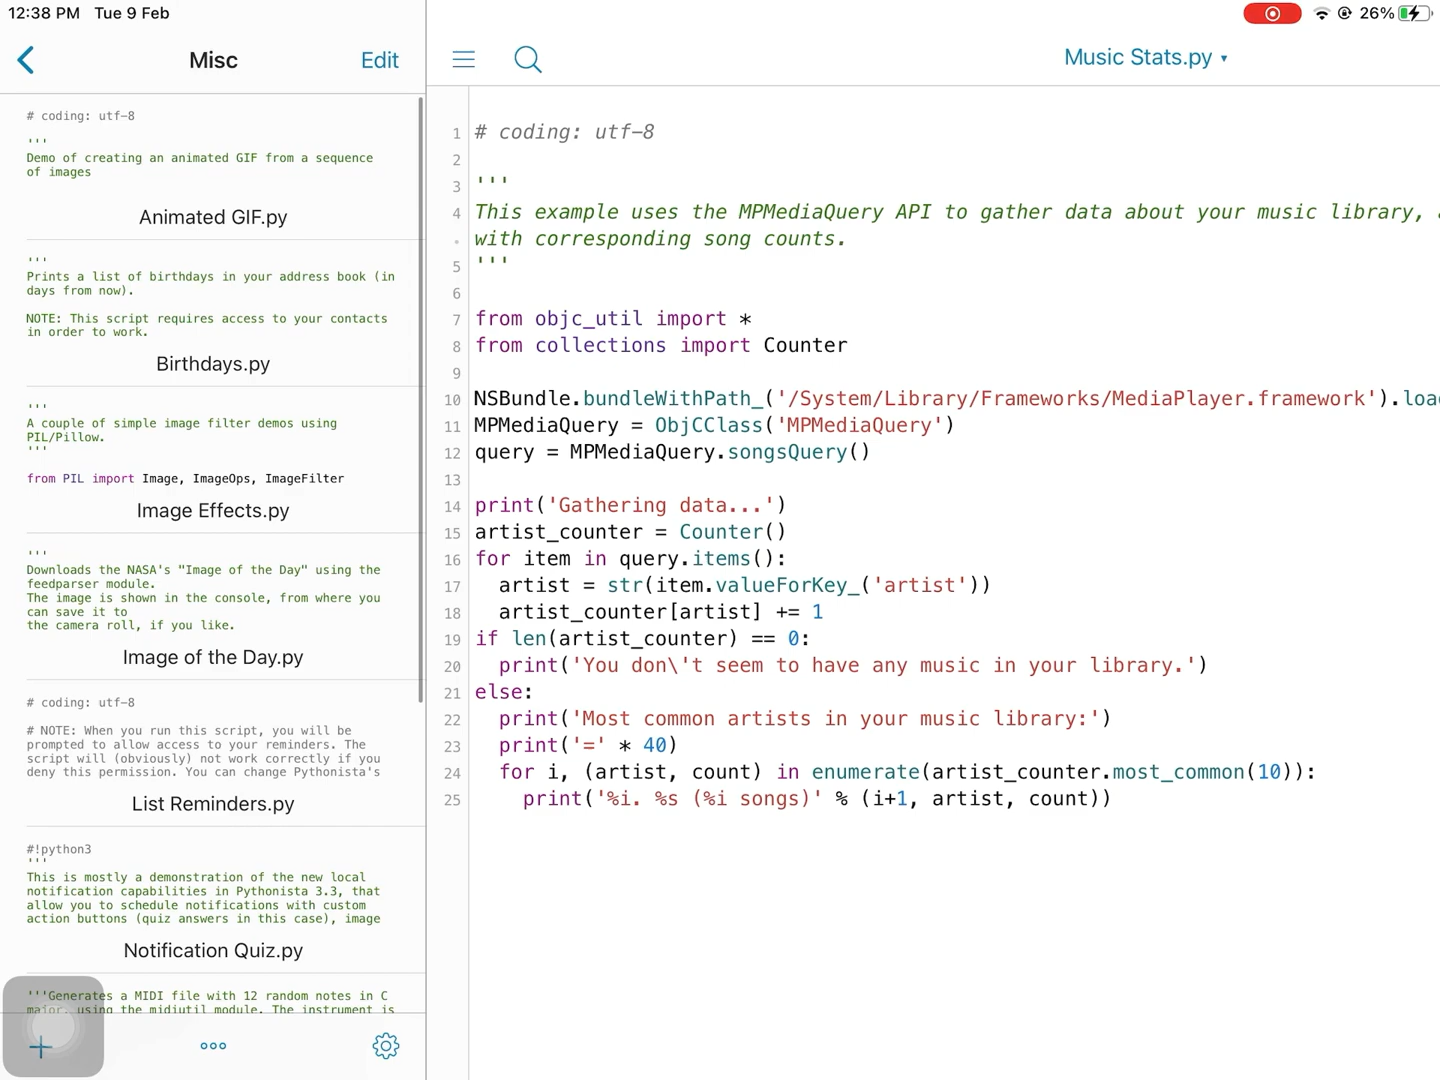 12:38 PM Tue 9 Feb
26%
Misc
Edit
# coding: utf-8
'''
Demo of creating an animated GIF from a sequence
of images
Animated GIF.py
'''
Prints a list of birthdays in your address book (in
days from now).
NOTE: This script requires access to your contacts
in order to work.
Birthdays.py
'''
A couple of simple image filter demos using
PIL/Pillow.
'''
from PIL import Image, ImageOps, ImageFilter
Image Effects.py
'''
Downloads the NASA's "Image of the Day" using the
feedparser module.
The image is shown in the console, from where you
can save it to
the camera roll, if you like.
Image of the Day.py
# coding: utf-8
# NOTE: When you run this script, you will be
prompted to allow access to your reminders. The
script will (obviously) not work correctly if you
deny this permission. You can change Pythonista's
List Reminders.py
#!python3
'''
This is mostly a demonstration of the new local
notification capabilities in Pythonista 3.3, that
allow you to schedule notifications with custom
action buttons (quiz answers in this case), image
Notification Quiz.py
'''Generates a MIDI file with 12 random notes in C
major, using the midiutil module. The instrument is
Music Stats.py
1 # coding: utf-8
2
3 '''
4 This example uses the MPMediaQuery API to gather data about your music library,
with corresponding song counts.
5 '''
6
7 from objc_util import *
8 from collections import Counter
9
10 NSBundle.bundleWithPath_('/System/Library/Frameworks/MediaPlayer.framework').loa
11 MPMediaQuery = ObjCClass('MPMediaQuery')
12 query = MPMediaQuery.songsQuery()
13
14 print('Gathering data...')
15 artist_counter = Counter()
16 for item in query.items():
17 artist = str(item.valueForKey_('artist'))
18 artist_counter[artist] += 1
19 if len(artist_counter) == 0:
20 print('You don\'t seem to have any music in your library.')
21 else:
22 print('Most common artists in your music library:')
23 print('=' * 40)
24 for i, (artist, count) in enumerate(artist_counter.most_common(10)):
25 print('%i. %s (%i songs)' % (i+1, artist, count))